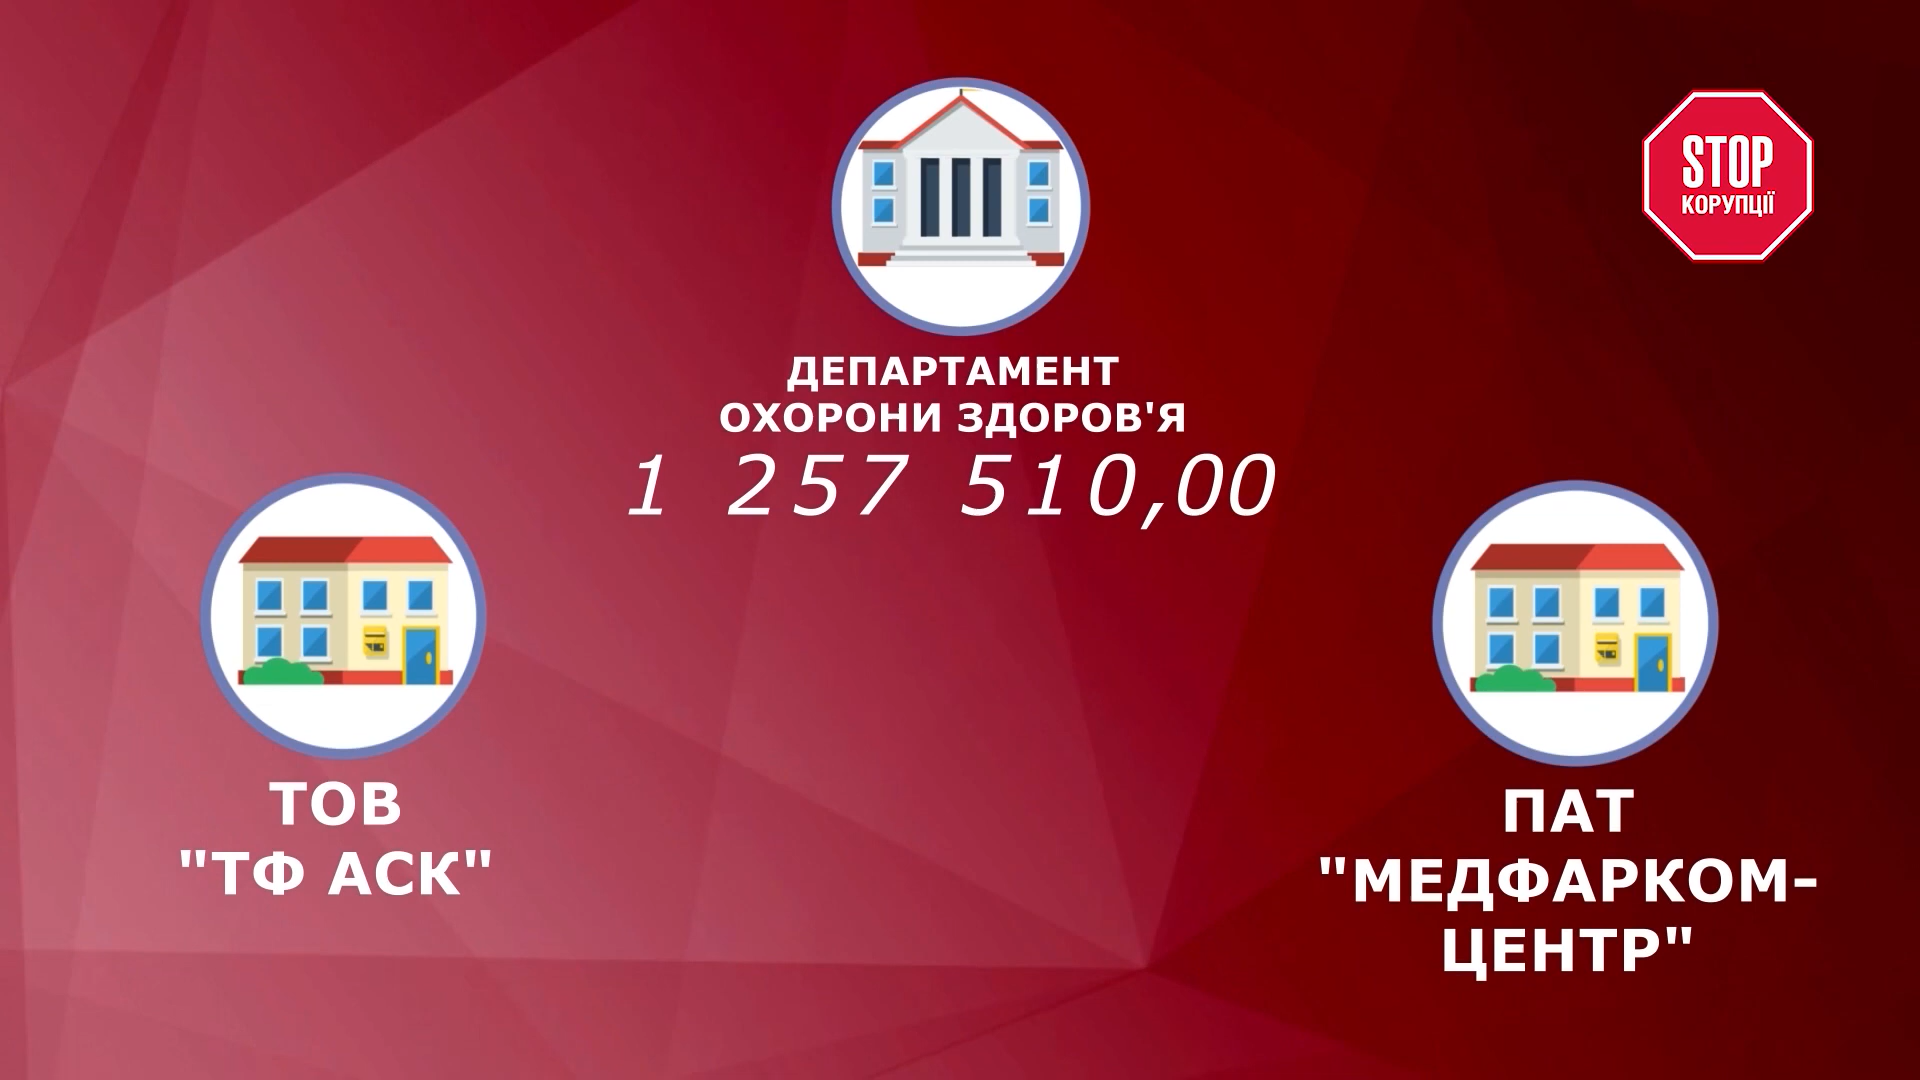 STOP
КОРУПЦІЇ
ДЕПАРТАМЕНТ
ОХОРОНИ ЗДОРОВ'Я
1 257 510,00
ТОВ
"ТФ АСК"
ПАТ
"МЕДФАРКОМ-
ЦЕНТР"